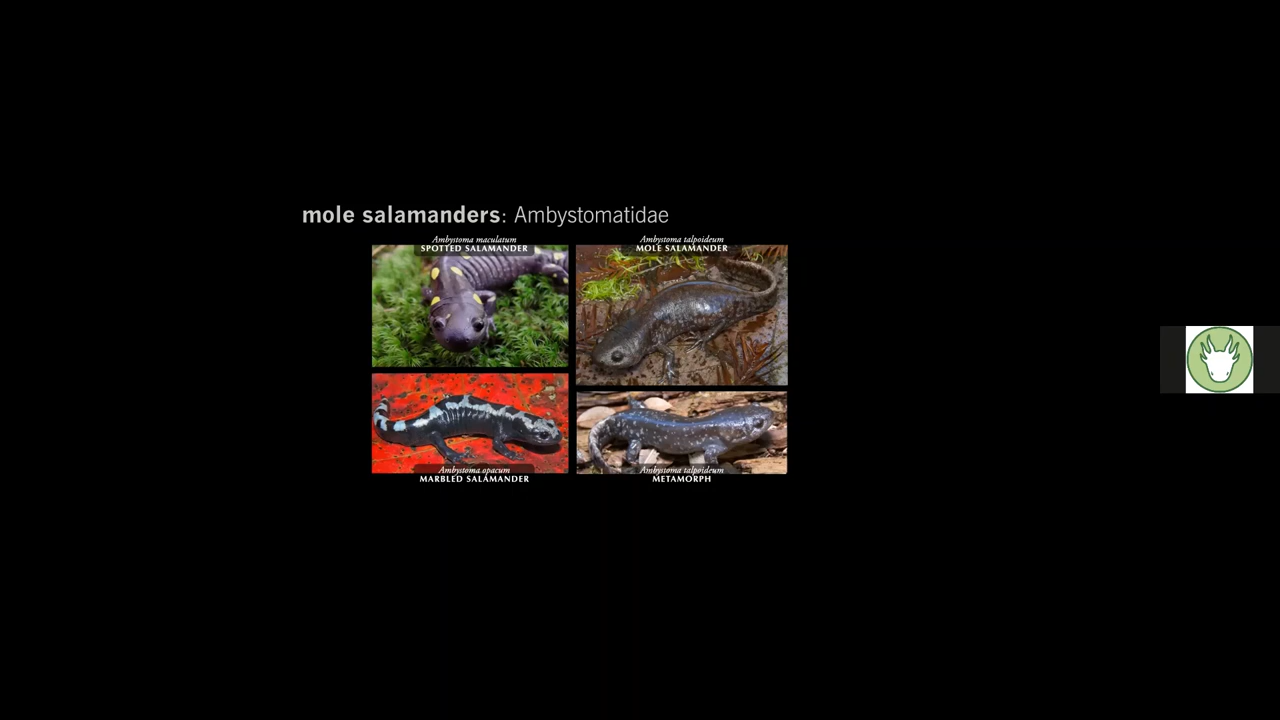 mole salamanders: Ambystomatidae
Ambystoma maculatum
SPOTTED SALAMANDER
Ambystoma talpoideum
MOLE SALAMANDER
Ambystoma opacum
MARBLED SALAMANDER
Ambystoma talpoideum
METAMORPH